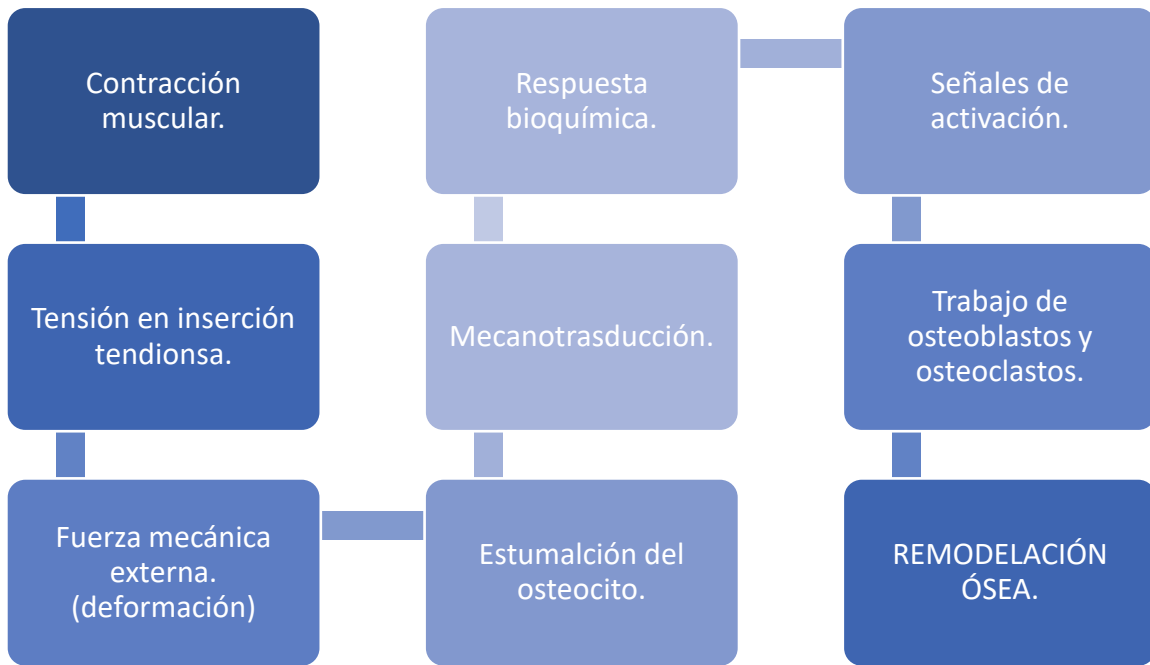 Contracción
muscular.
Tensión en inserción
tendionsa.
Fuerza mecánica
externa.
(deformación)
Estumalción del
osteocito.
Mecanotrasducción.
Respuesta
bioquímica.
Señales de
activación.
Trabajo de
osteoblastos y
osteoclastos.
REMODELACIÓN
ÓSEA.